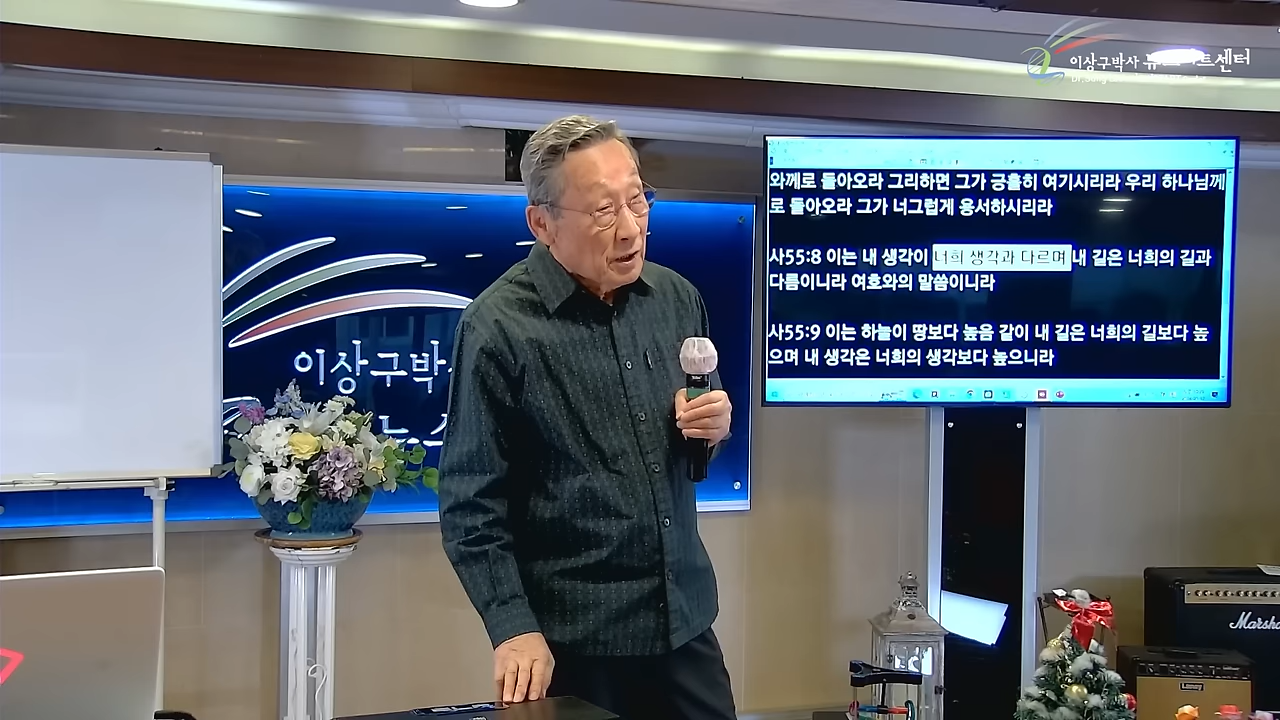 이상구박사
센터
와께로 돌아오라 그리하면 그가 긍휼히 여기시리라 우리 하나님께
로 돌아오라 그가 너그럽게 용서하시리라
사55:8 이는 내 생각이 너희 생각과 다르며 내 길은 너희의 길과
다름이니라 여호와의 말씀이니라
사55:9 이는 하늘이 땅보다 높음 같이 내 길은 너희의 길보다 높
으며 내 생각은 너희의 생각보다 높으니라
이상구박
뉴스
Marsha
Laney